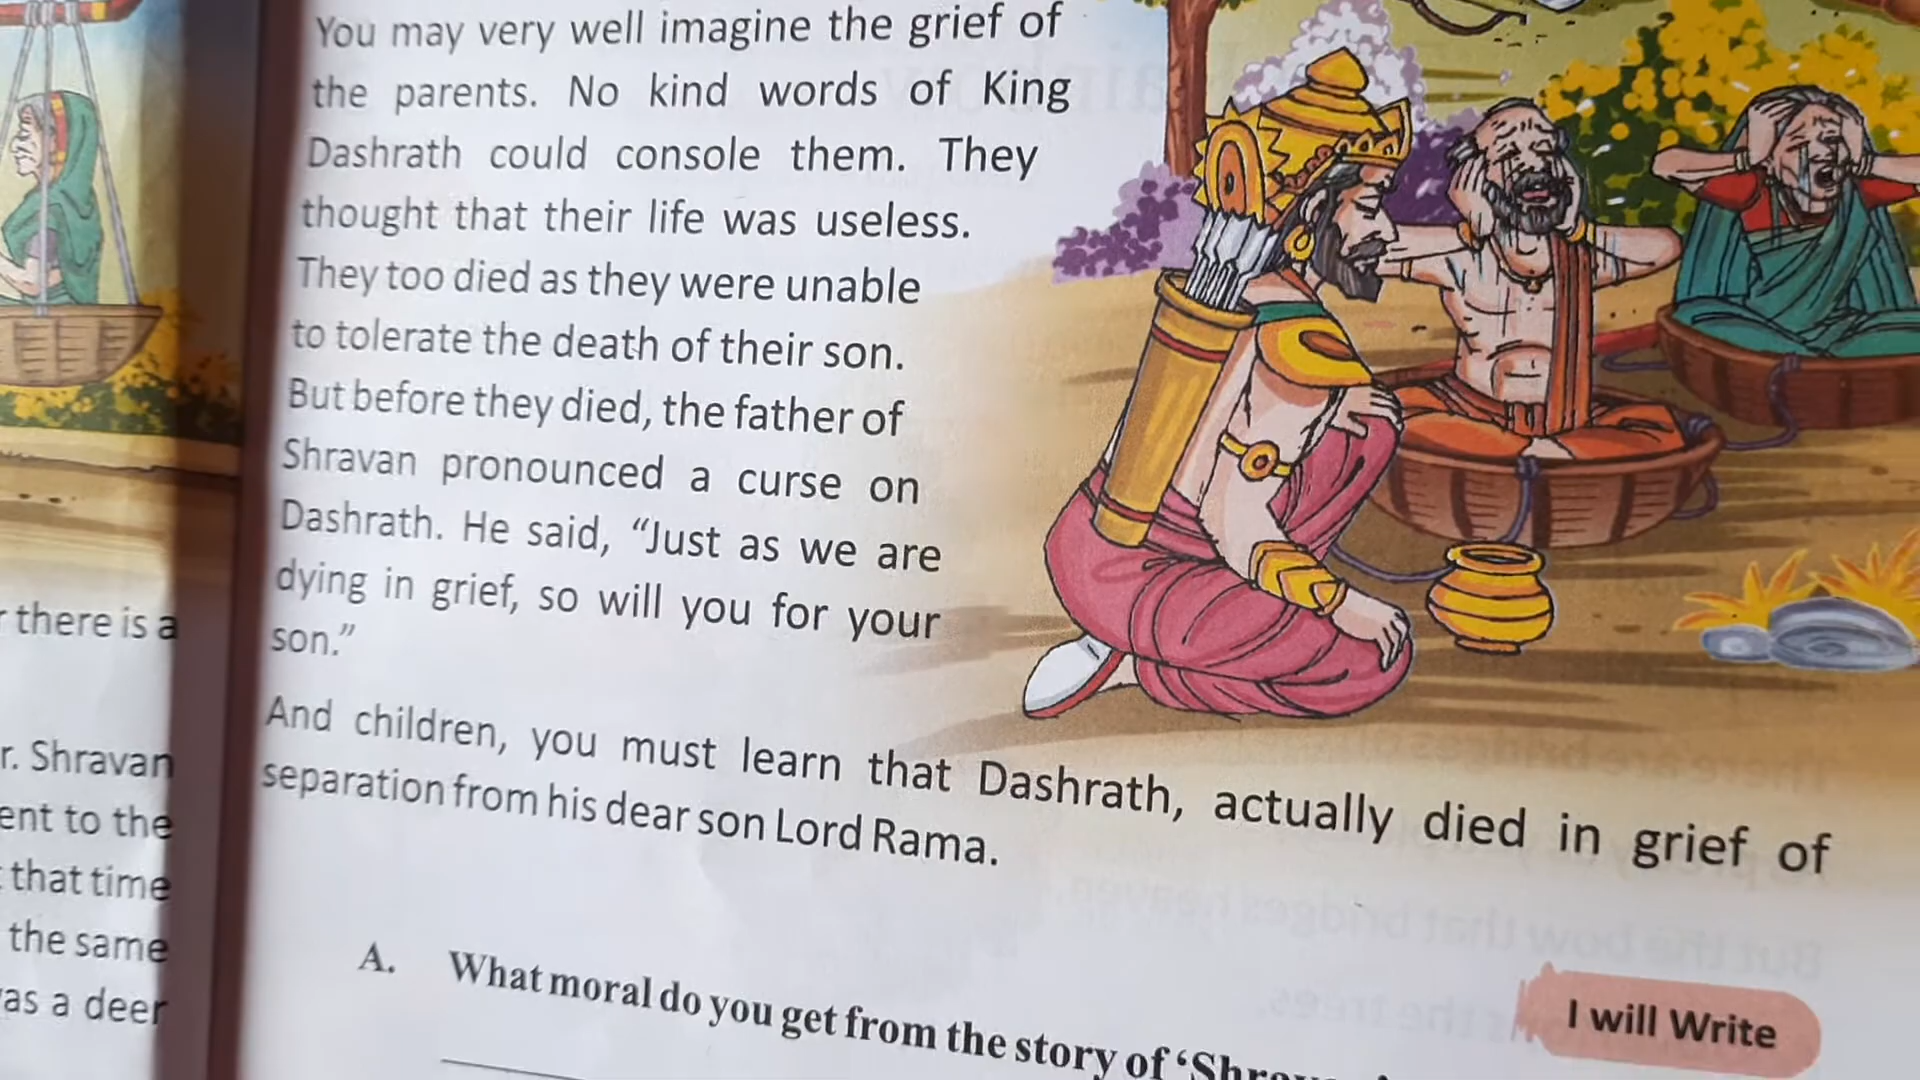 there is a
r. Shravan
ent to the
that time
the same
as a deer
You may very well imagine the grief of
the parents. No kind words of King
Dashrath could console them. They
thought that their life was useless.
They too died as they were unable
to tolerate the death of their son.
But before they died, the father of
Shravan pronounced a curse on
Dashrath. He said, “Just as we are
dying in grief, so will you for your
son.”
And children, you must learn that Dashrath, actually died in grief of
separation from his dear son Lord Rama.
I will Write
A. What moral do you get from the story of